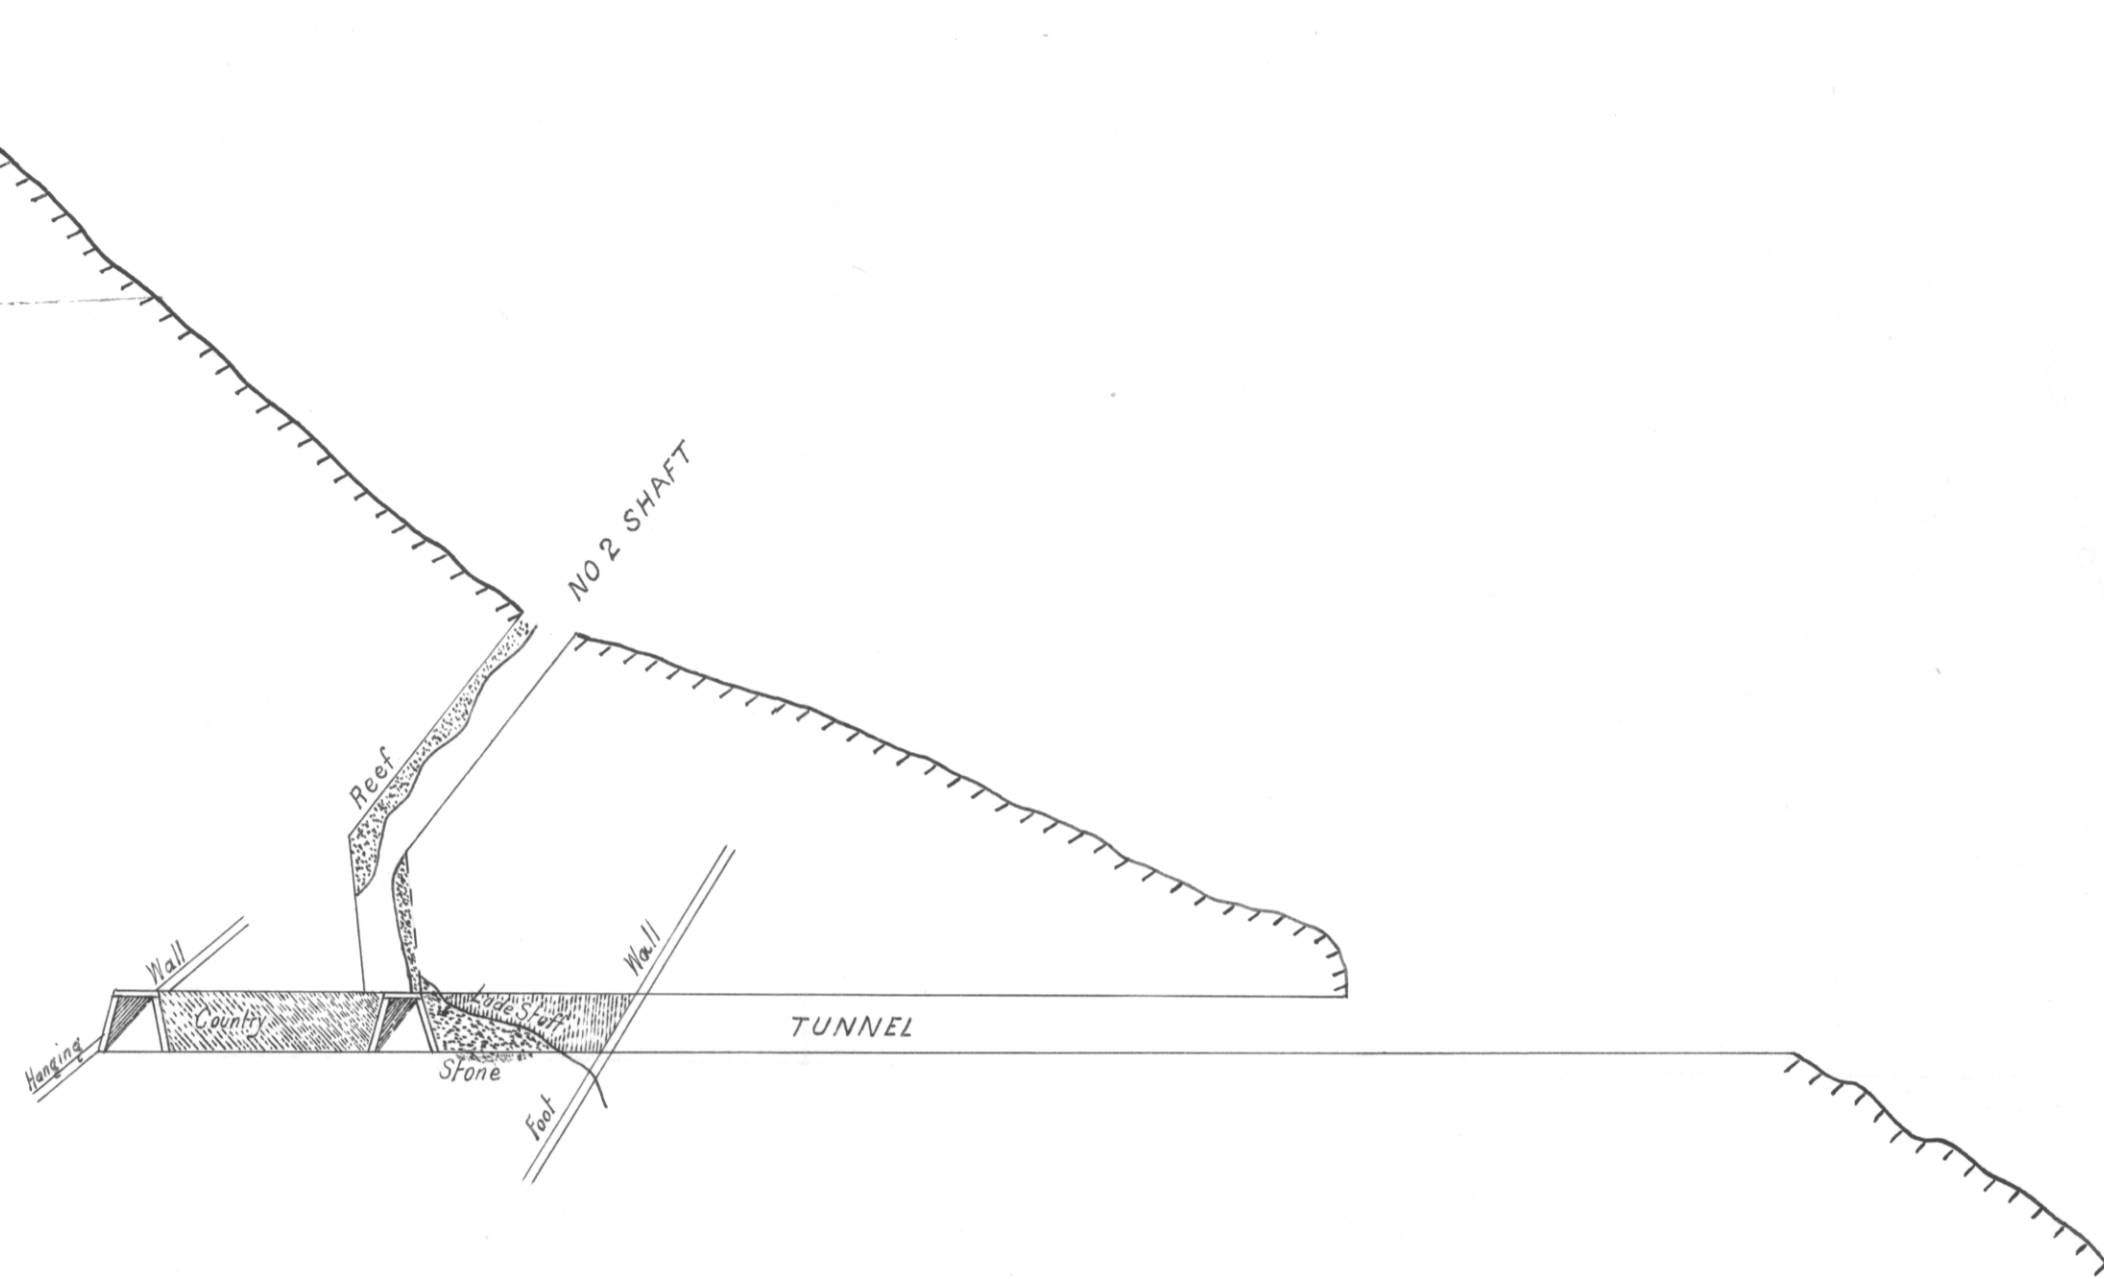 NO 2 SHAFT
Reef
Wall
Wall
Lode Stuff
Country
TUNNEL
Hanging
Stone
Foot